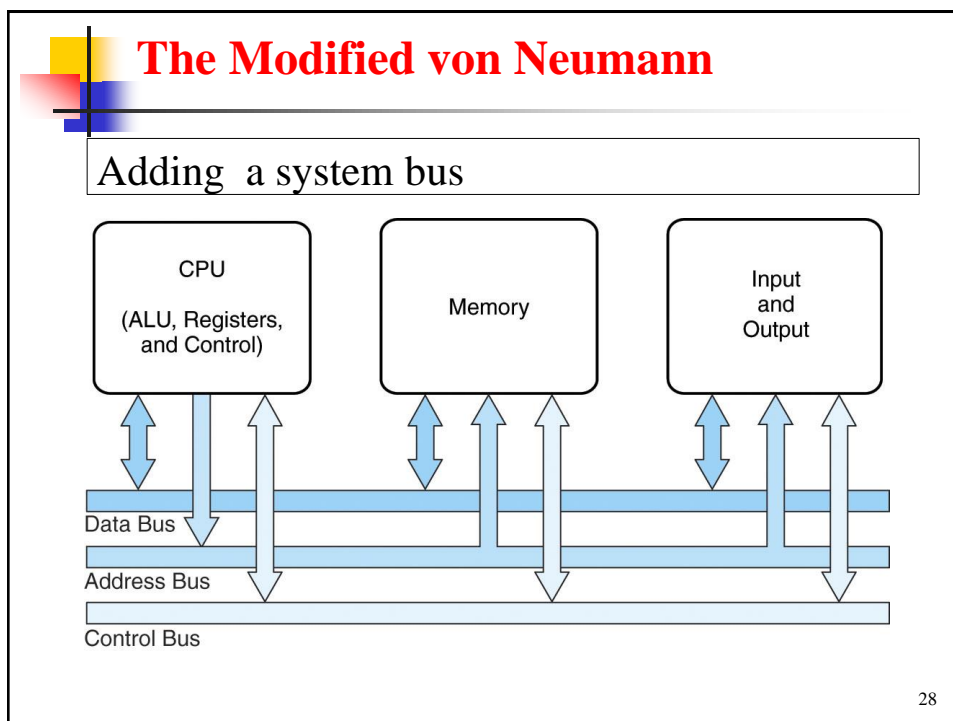 The Modified von Neumann
Adding a system bus
CPU
(ALU, Registers,
and Control)
Memory
Input
and
Output
Data Bus
Address Bus
Control Bus
28